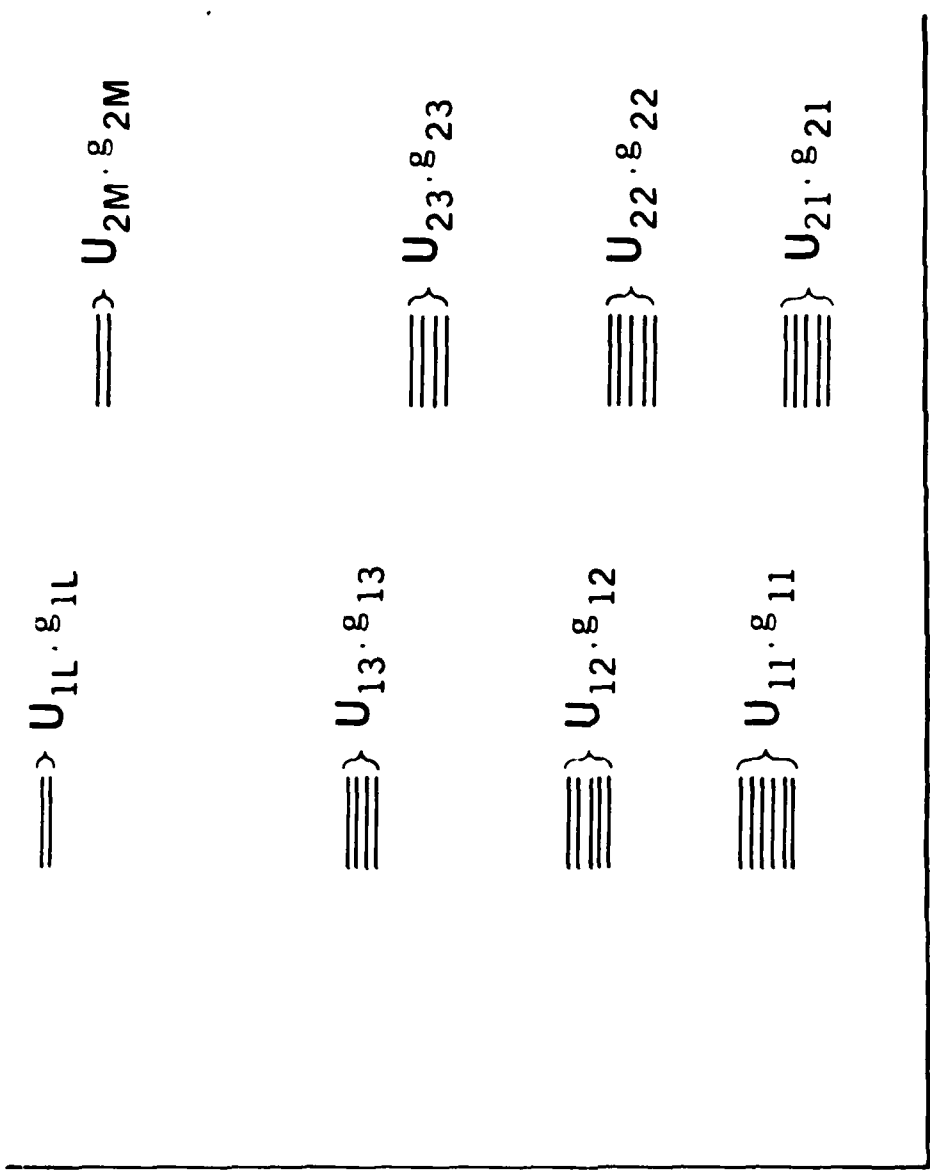 U1L · g1L
U2M · g2M
U13 · g13
U23 · g23
U12 · g12
U22 · g22
U11 · g11
U21 · g21